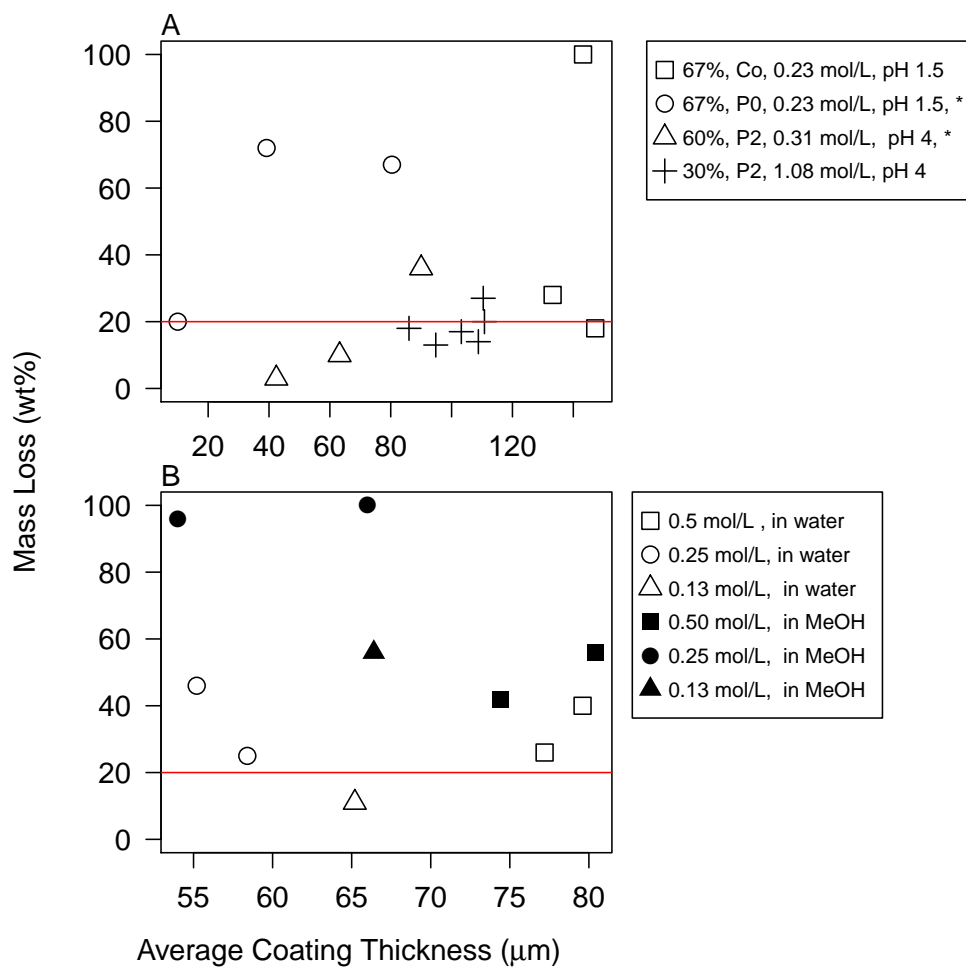 A
100
80
60
40
20
0
20 40 60 80 120
67%, Co, 0.23 mol/L, pH 1.5
67%, P0, 0.23 mol/L, pH 1.5, *
60%, P2, 0.31 mol/L, pH 4, *
30%, P2, 1.08 mol/L, pH 4
Mass Loss (wt%)
B
100
80
60
40
20
0
55 60 65 70 75 80
0.5 mol/L , in water
0.25 mol/L, in water
0.13 mol/L, in water
0.50 mol/L, in MeOH
0.25 mol/L, in MeOH
0.13 mol/L, in MeOH
Average Coating Thickness (μm)